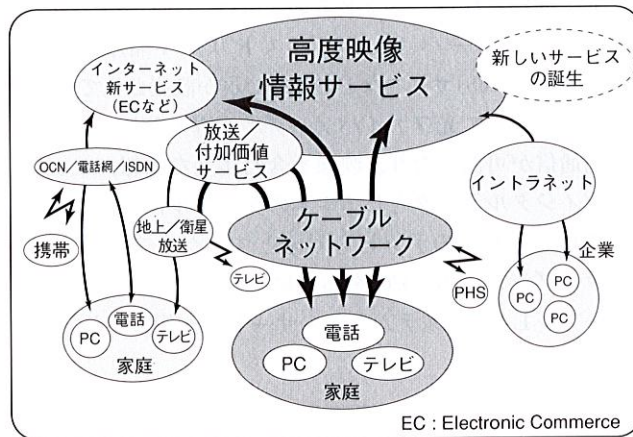 高度映像
情報サービス
新しいサービス
の誕生
インターネット
新サービス
(ECなど)
放送／
付加価値
サービス
OCN／電話網／ISDN
イントラネット
地上／衛星
放送
ケーブル
ネットワーク
携帯
テレビ
PHS
企業
PC
PC
PC
電話
PC
テレビ
家庭
電話
PC
テレビ
家庭
EC : Electronic Commerce